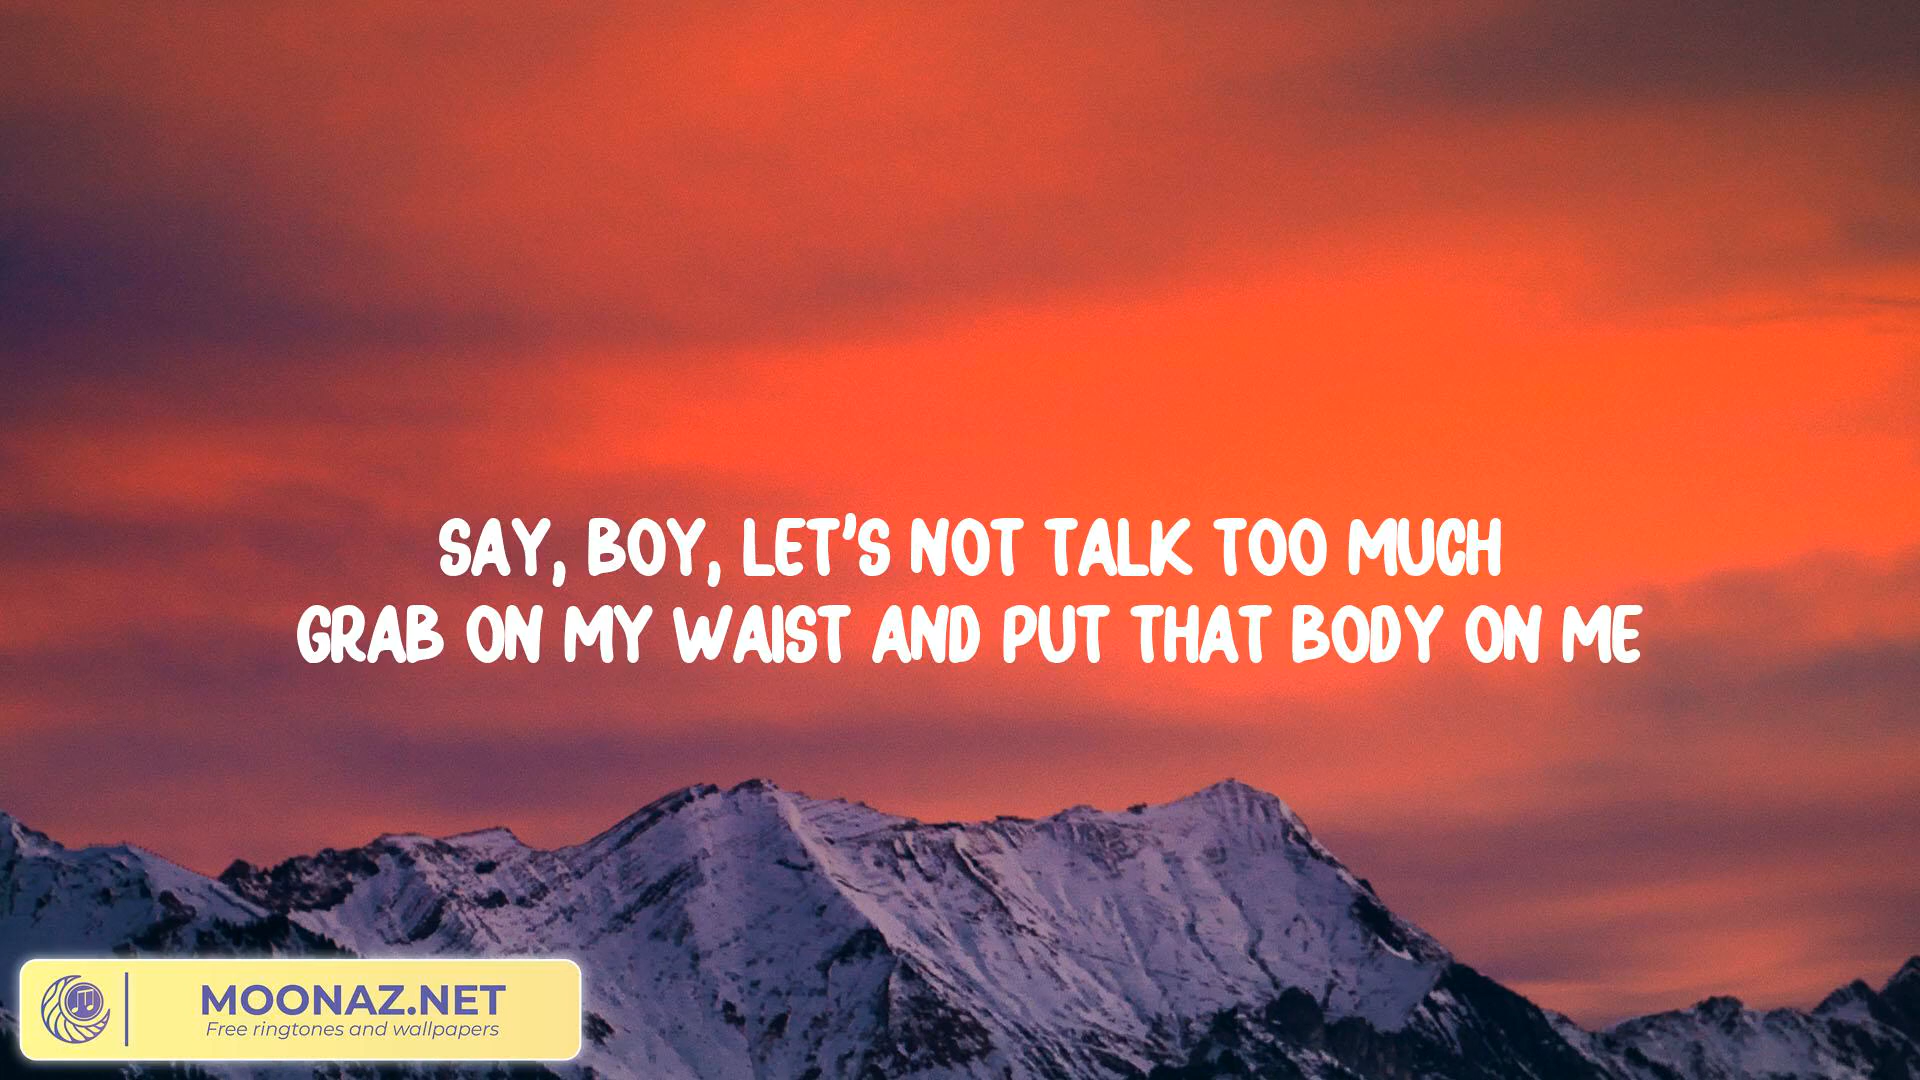 SAY, BOY, LET'S NOT TALK TOO MUCH
GRAB ON MY WAIST AND PUT THAT BODY ON ME
MOONAZ.NET
Free ringtones and wallpapers